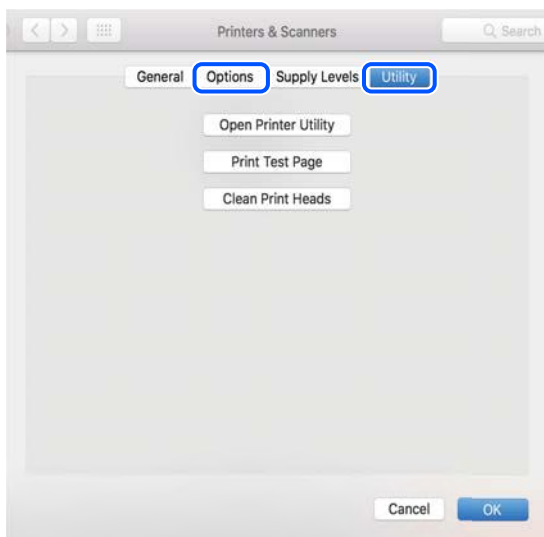 Printers & Scanners
Search
General Options Supply Levels Utility
Open Printer Utility
Print Test Page
Clean Print Heads
Cancel OK